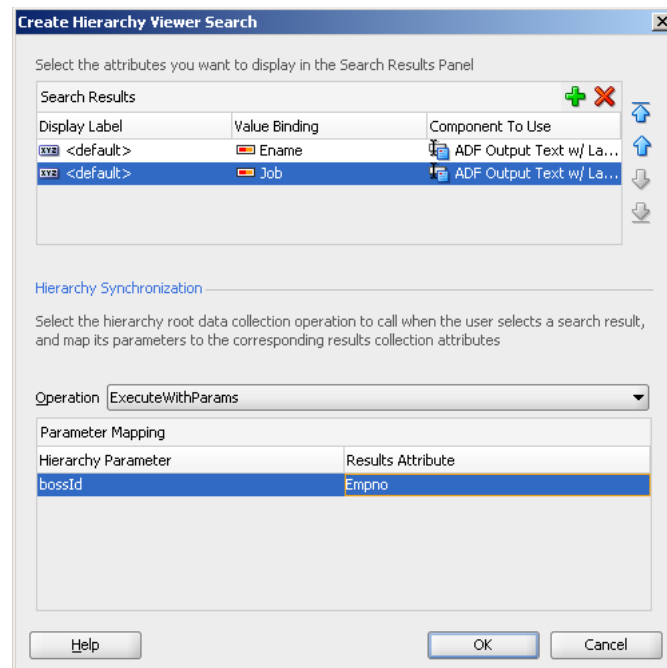 Create Hierarchy Viewer Search
Select the attributes you want to display in the Search Results Panel
Search Results
Display Label Value Binding Component To Use
xyz <default> Ename ADF Output Text w/ La...
xyz <default> Job ADF Output Text w/ La...
Hierarchy Synchronization
Select the hierarchy root data collection operation to call when the user selects a search result,
and map its parameters to the corresponding results collection attributes
Operation ExecuteWithParams
Parameter Mapping
Hierarchy Parameter Results Attribute
bossId Empno
Help OK Cancel